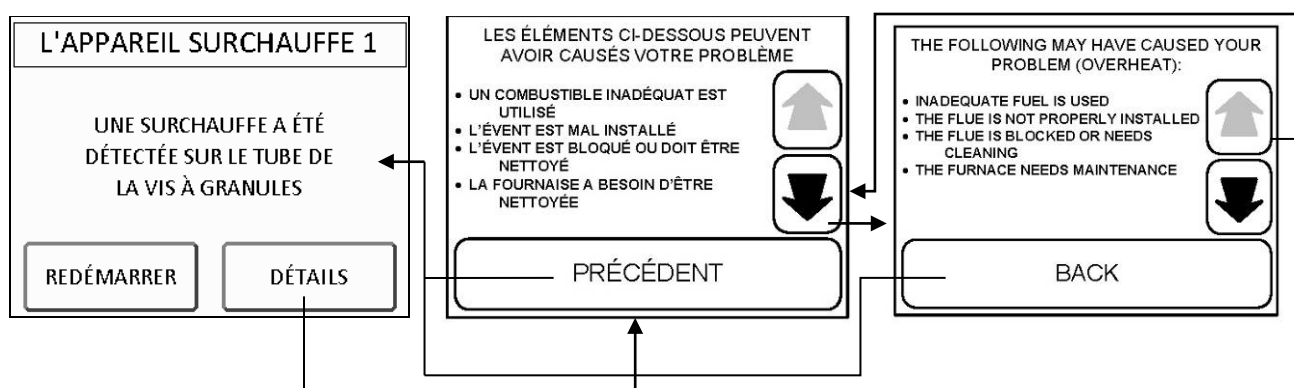 L'APPAREIL SURCHAUFFE 1
UNE SURCHAUFFE A ÉTÉ
DÉTECTÉE SUR LE TUBE DE
LA VIS À GRANULES
REDÉMARRER
DÉTAILS
LES ÉLÉMENTS CI-DESSOUS PEUVENT
AVOIR CAUSÉS VOTRE PROBLÈME
• UN COMBUSTIBLE INADÉQUAT EST
UTILISÉ
• L'ÉVENT EST MAL INSTALLÉ
• L'ÉVENT EST BLOQUÉ OU DOIT ÊTRE
NETTOYÉ
• LA FOURNAISE A BESOIN D'ÊTRE
NETTOYÉE
PRÉCÉDENT
THE FOLLOWING MAY HAVE CAUSED YOUR
PROBLEM (OVERHEAT):
• INADEQUATE FUEL IS USED
• THE FLUE IS NOT PROPERLY INSTALLED
• THE FLUE IS BLOCKED OR NEEDS
CLEANING
• THE FURNACE NEEDS MAINTENANCE
BACK